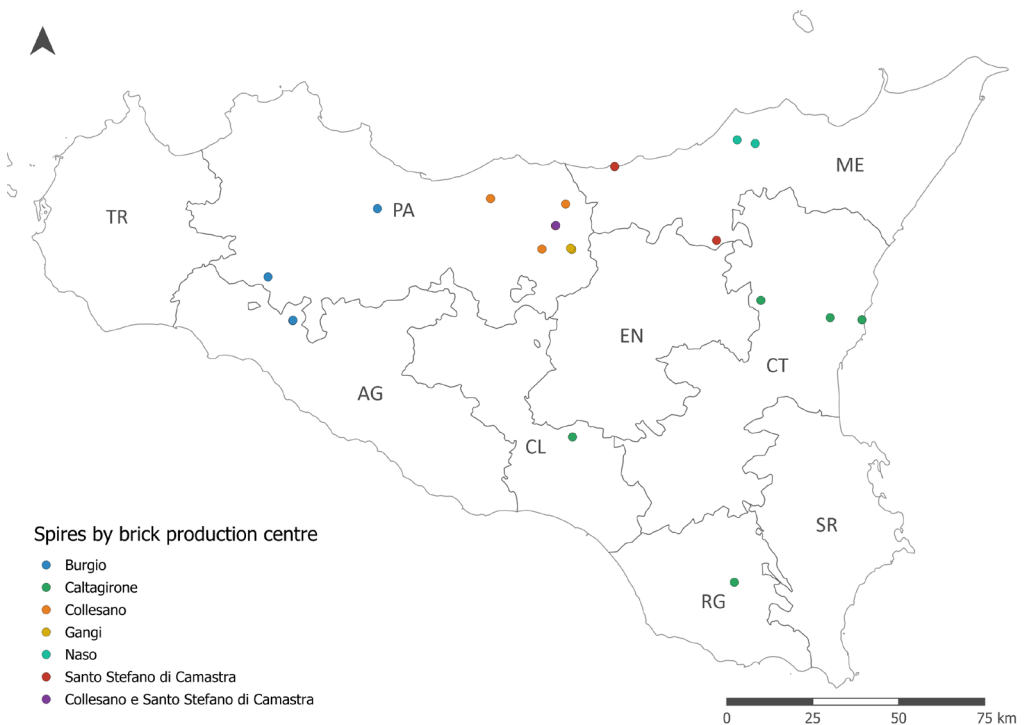 ME
TR
PA
EN
CT
AG
CL
SR
RG
Spires by brick production centre
Burgio
Caltagirone
Collesano
Gangi
Naso
Santo Stefano di Camastra
Collesano e Santo Stefano di Camastra
0 25 50 75 km